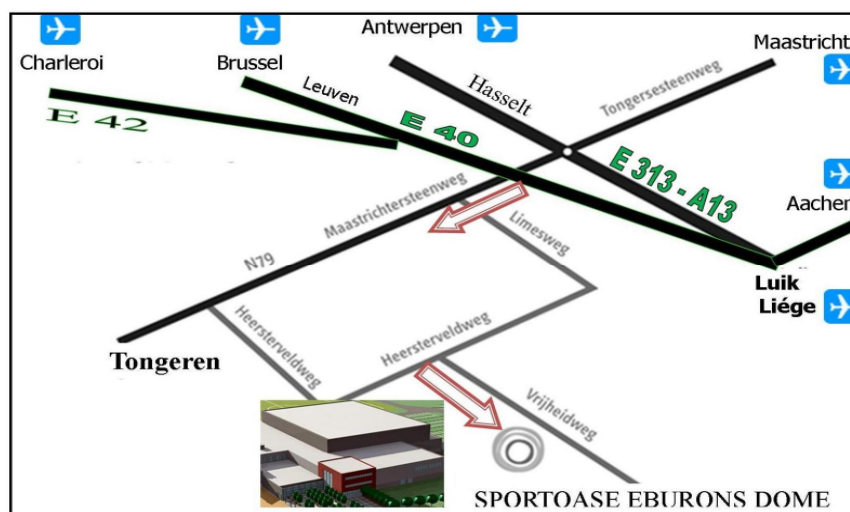 Antwerpen
Charleroi
Brussel
Maastricht
Leuven
Hasselt
Tongersesteenweg
E 42
E 40
E 313 - A13
Aachen
Maastrichtersteenweg
Limesweg
N79
Luik
Liége
Heersterveldweg
Heersterveldweg
Tongeren
Vrijheidweg
SPORTOASE EBURONS DOME